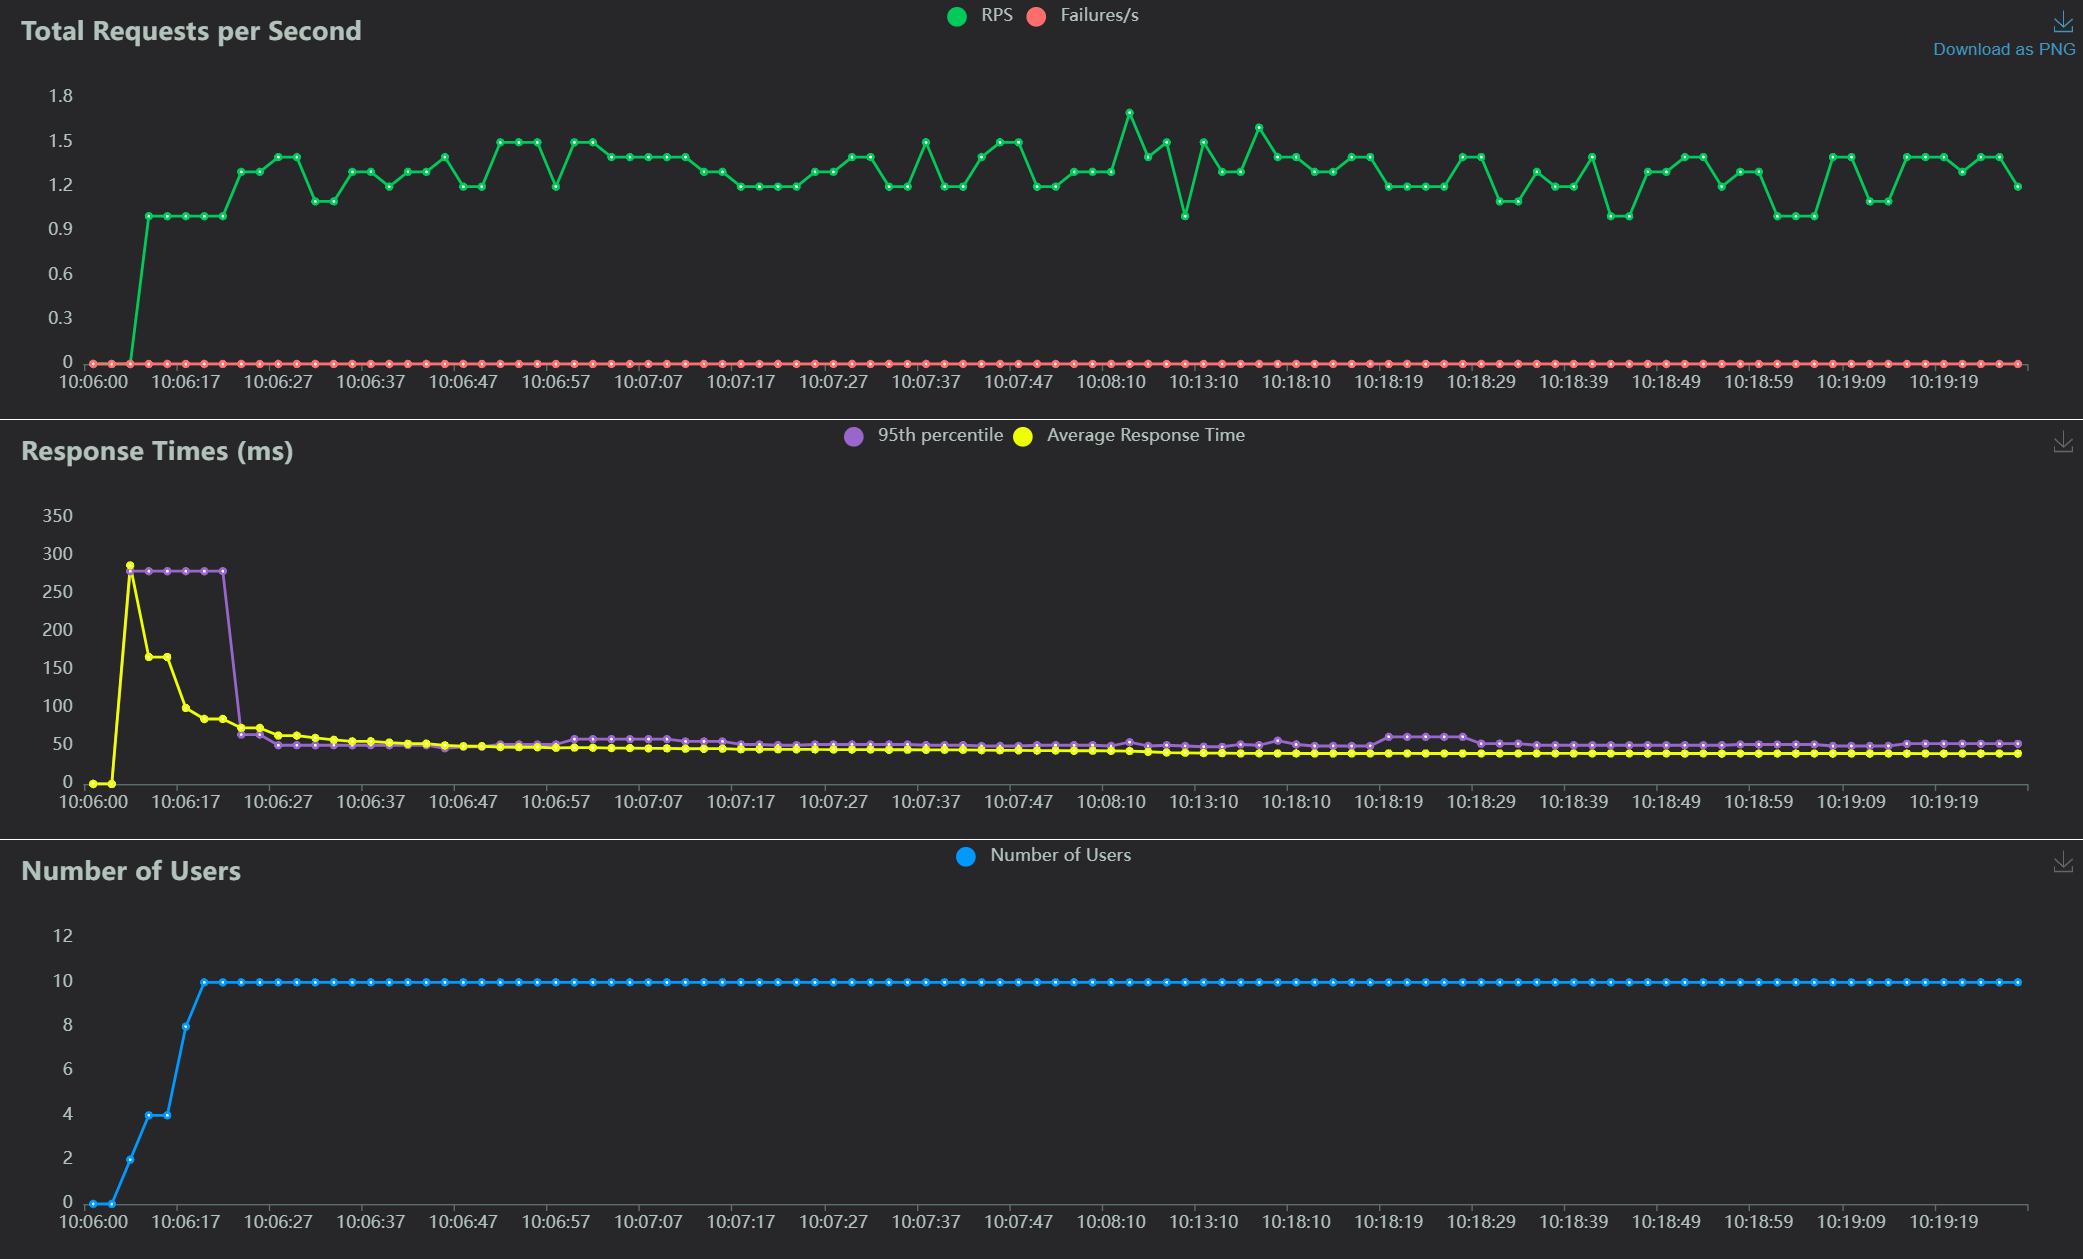 Total Requests per Second
RPS Failures/s
Download as PNG
1.8
1.5
1.2
0.9
0.6
0.3
0
10:06:00 10:06:17 10:06:27 10:06:37 10:06:47 10:06:57 10:07:07 10:07:17 10:07:27 10:07:37 10:07:47 10:08:10 10:13:10 10:18:10 10:18:19 10:18:29 10:18:39 10:18:49 10:18:59 10:19:09 10:19:19
Response Times (ms)
95th percentile Average Response Time
350
300
250
200
150
100
50
0
10:06:00 10:06:17 10:06:27 10:06:37 10:06:47 10:06:57 10:07:07 10:07:17 10:07:27 10:07:37 10:07:47 10:08:10 10:13:10 10:18:10 10:18:19 10:18:29 10:18:39 10:18:49 10:18:59 10:19:09 10:19:19
Number of Users
Number of Users
12
10
8
6
4
2
0
10:06:00 10:06:17 10:06:27 10:06:37 10:06:47 10:06:57 10:07:07 10:07:17 10:07:27 10:07:37 10:07:47 10:08:10 10:13:10 10:18:10 10:18:19 10:18:29 10:18:39 10:18:49 10:18:59 10:19:09 10:19:19